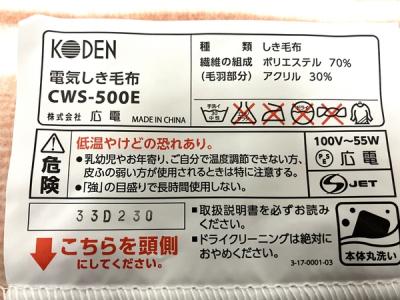 KODEN
電気しき毛布
CWS-500E
株式会社 広電 MADE IN CHINA
種類 しき毛布
繊維の組成 ポリエステル 70%
(毛羽部分) アクリル 30%
手洗イ
30
中性
危険
低温やけどの恐れあり。
●乳幼児やお年寄り、ご自分で温度調節できない方、
皮ふの弱い方が使用されるときは特に注意する。
●「強」の目盛りで長時間使用しない。
100V～55W
PSE 広電
JET
33D230
こちらを頭側
にしてください。
■取扱説明書を必ずお読み
ください。
■ドライクリーニングは絶対に
おやめください。
3-17-0001-03
本体丸洗い